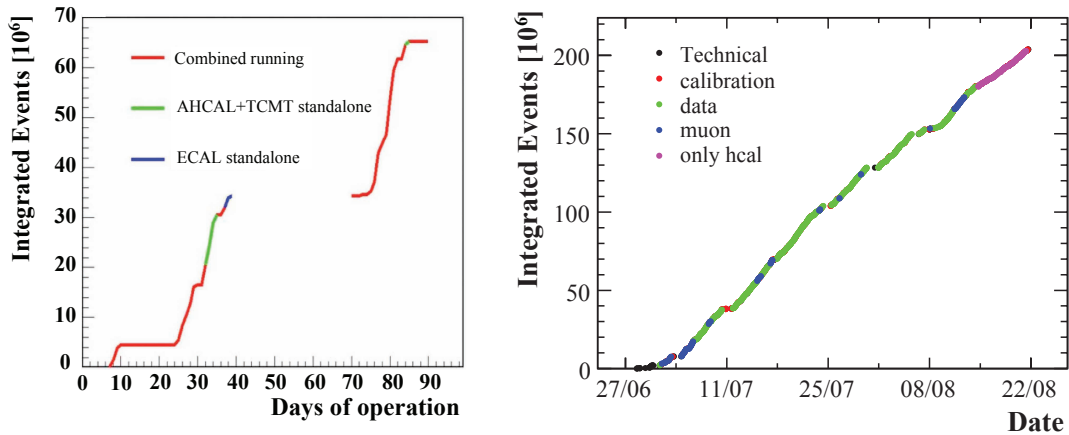 Integrated Events [10⁶]
70
60
50
40
30
20
10
0
Combined running
AHCAL+TCMT standalone
ECAL standalone
0 10 20 30 40 50 60 70 80 90
Days of operation
Integrated Events [10⁶]
200
150
100
50
0
Technical
calibration
data
muon
only hcal
27/06 11/07 25/07 08/08 22/08
Date